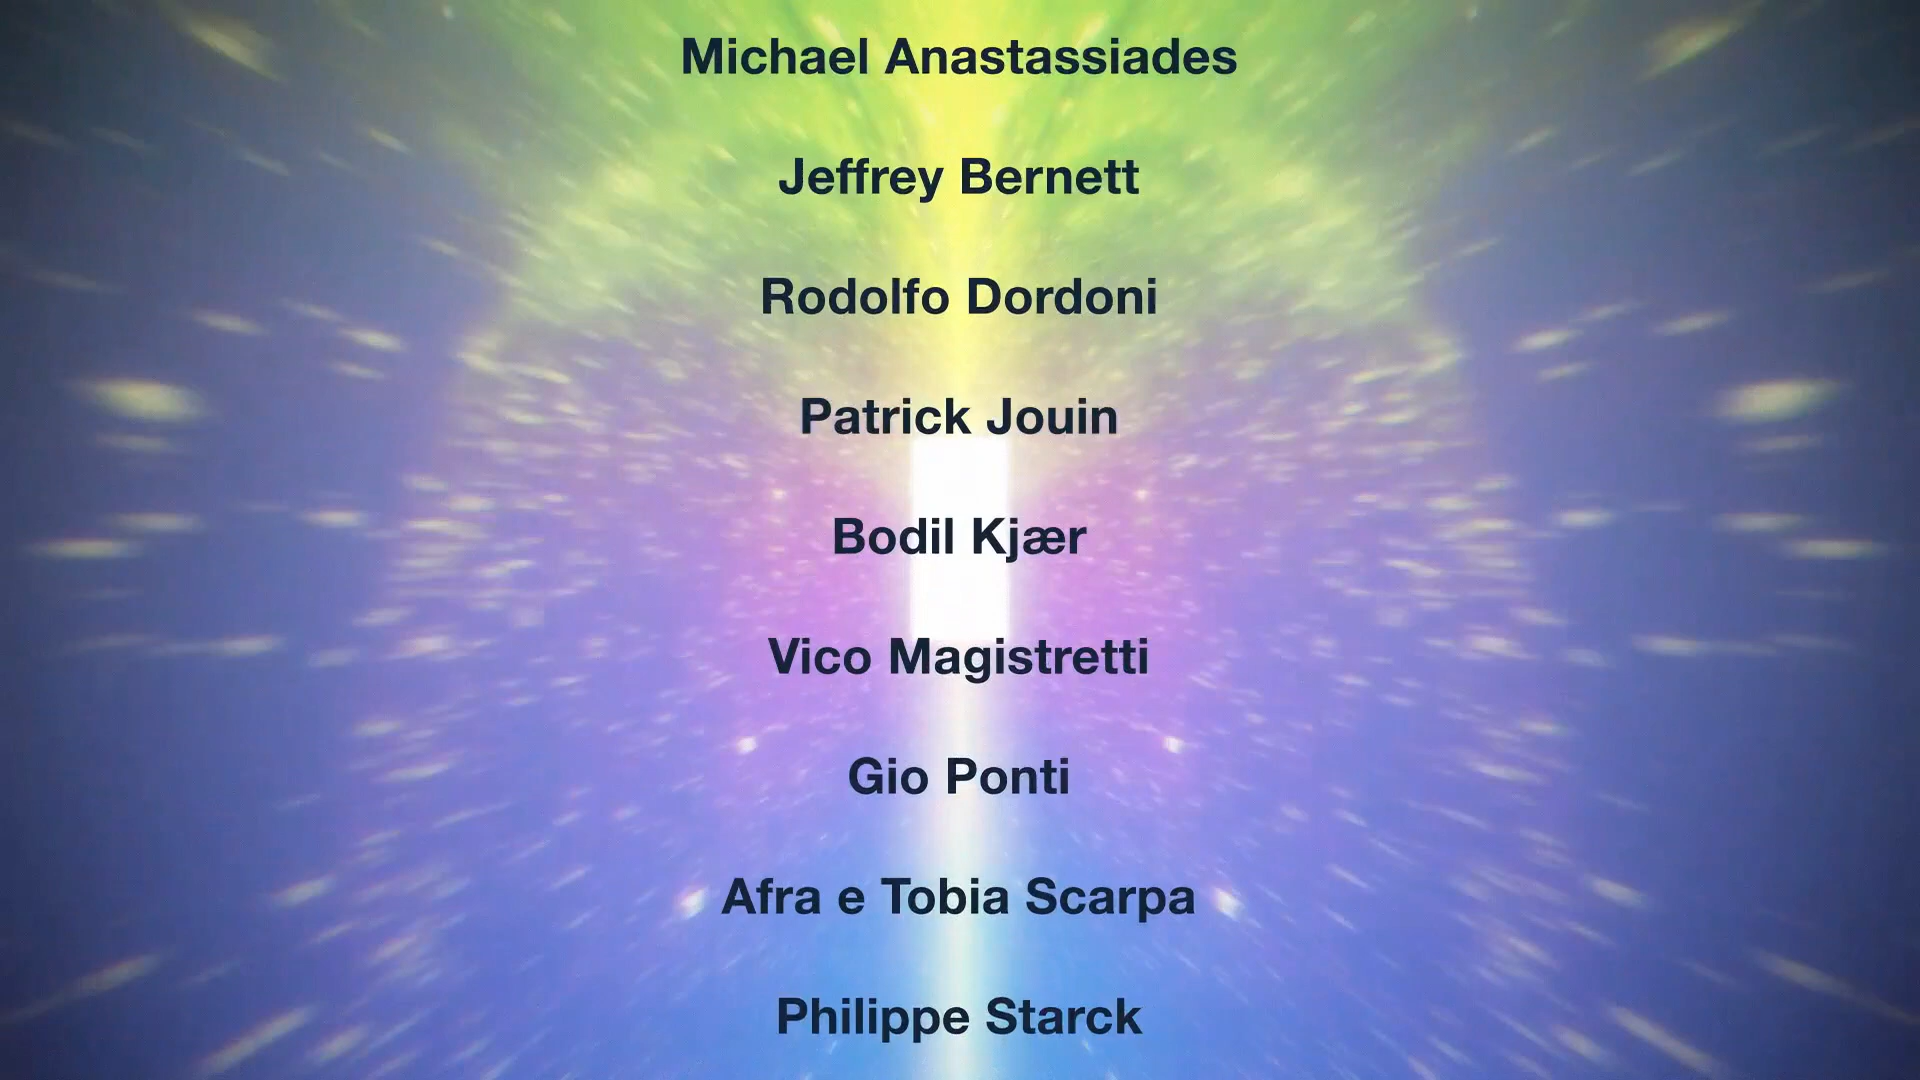 Michael Anastassiades
Jeffrey Bernett
Rodolfo Dordoni
Patrick Jouin
Bodil Kjær
Vico Magistretti
Gio Ponti
Afra e Tobia Scarpa
Philippe Starck